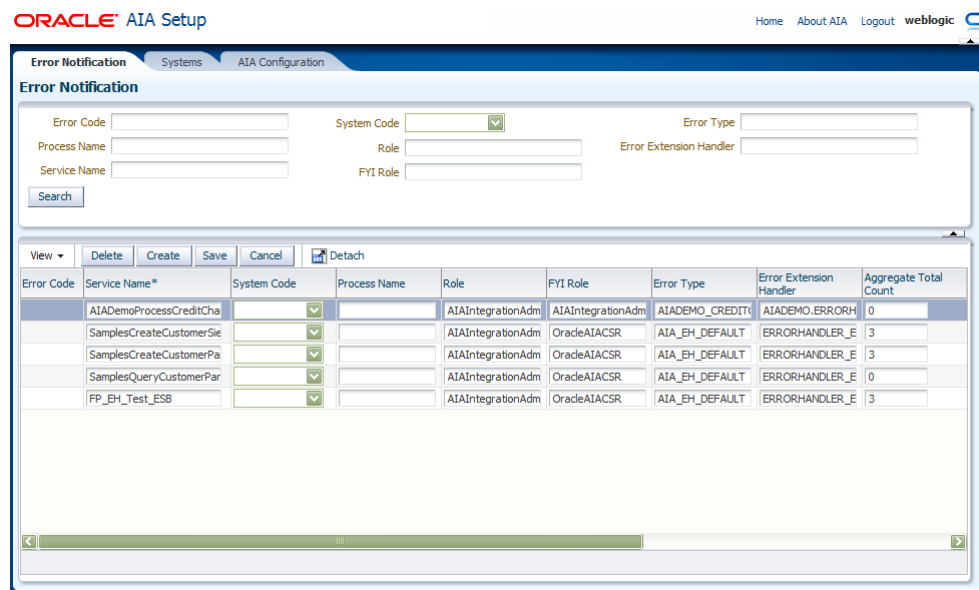 ORACLE AIA Setup
Home About AIA Logout weblogic
Error Notification Systems AIA Configuration
Error Notification
Error Code System Code Error Type
Process Name Role Error Extension Handler
Service Name FYI Role
Search
View Delete Create Save Cancel Detach
Error Code Service Name* System Code Process Name Role FYI Role Error Type Error Extension Handler Aggregate Total Count
AIADemoProcessCreditCha AIAIntegrationAdm AIAIntegrationAdm AIADEMO_CREDIT AIADEMO.ERRORH 0
SamplesCreateCustomerSie AIAIntegrationAdm OracleAIACSR AIA_EH_DEFAULT ERRORHANDLER_E 3
SamplesCreateCustomerPa AIAIntegrationAdm OracleAIACSR AIA_EH_DEFAULT ERRORHANDLER_E 3
SamplesQueryCustomerPar AIAIntegrationAdm OracleAIACSR AIA_EH_DEFAULT ERRORHANDLER_E 0
FP_EH_Test_ESB AIAIntegrationAdm OracleAIACSR AIA_EH_DEFAULT ERRORHANDLER_E 3